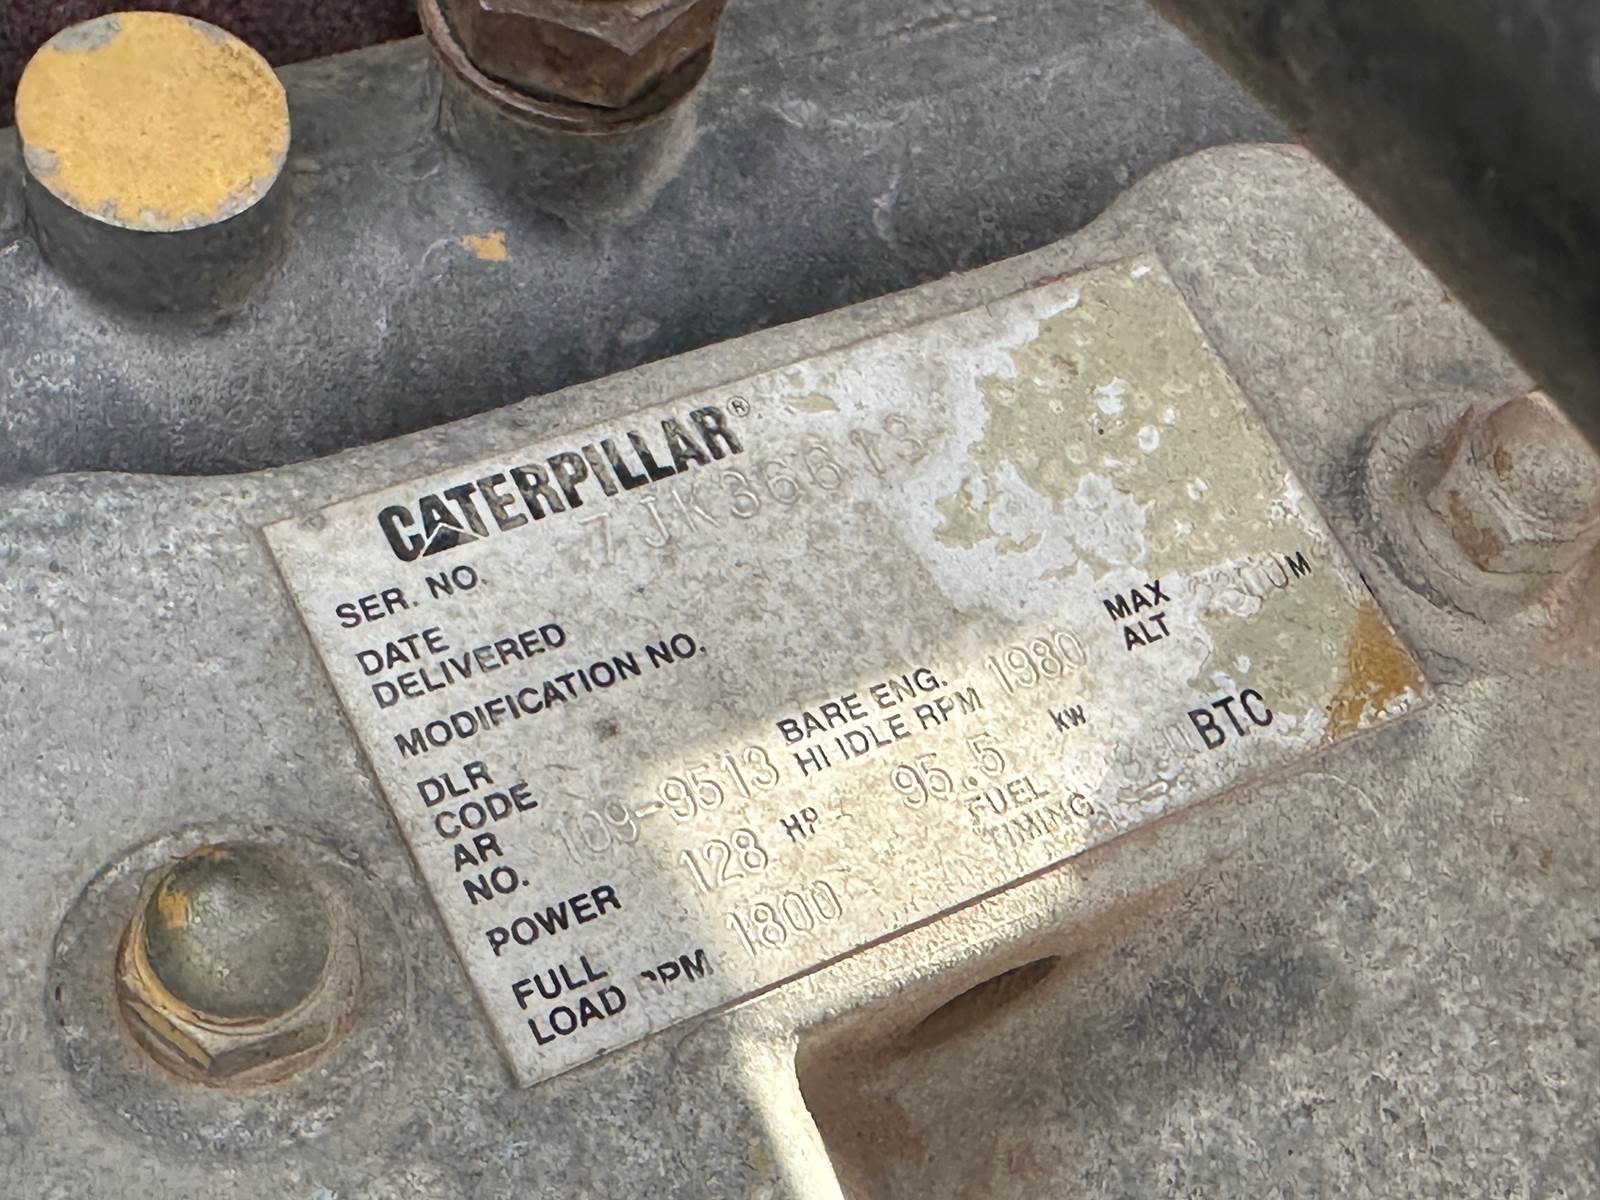 CATERPILLAR®
SER. NO. 7JK36613
DATE
DELIVERED
MODIFICATION NO.
DLR
CODE
BARE ENG.
HI IDLE RPM 1980
MAX
ALT M
AR
NO. 109-9513
POWER 128 HP 95.5 kw
FULL
LOAD RPM 1800
FUEL
TIMING BTC